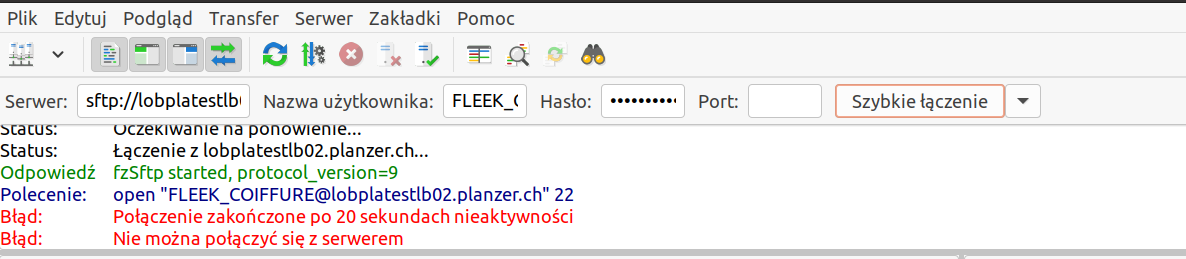 Plik Edytuj Podgląd Transfer Serwer Zakładki Pomoc
Serwer: sftp://lobplatestlb( Nazwa użytkownika: FLEEK_C Hasło: •••••••••• Port: Szybkie łączenie
Status: Oczekiwanie na ponowienie...
Status: Łączenie z lobplatestlb02.planzer.ch...
Odpowiedź fzSftp started, protocol_version=9
Polecenie: open "FLEEK_COIFFURE@lobplatestlb02.planzer.ch" 22
Błąd: Połączenie zakończone po 20 sekundach nieaktywności
Błąd: Nie można połączyć się z serwerem